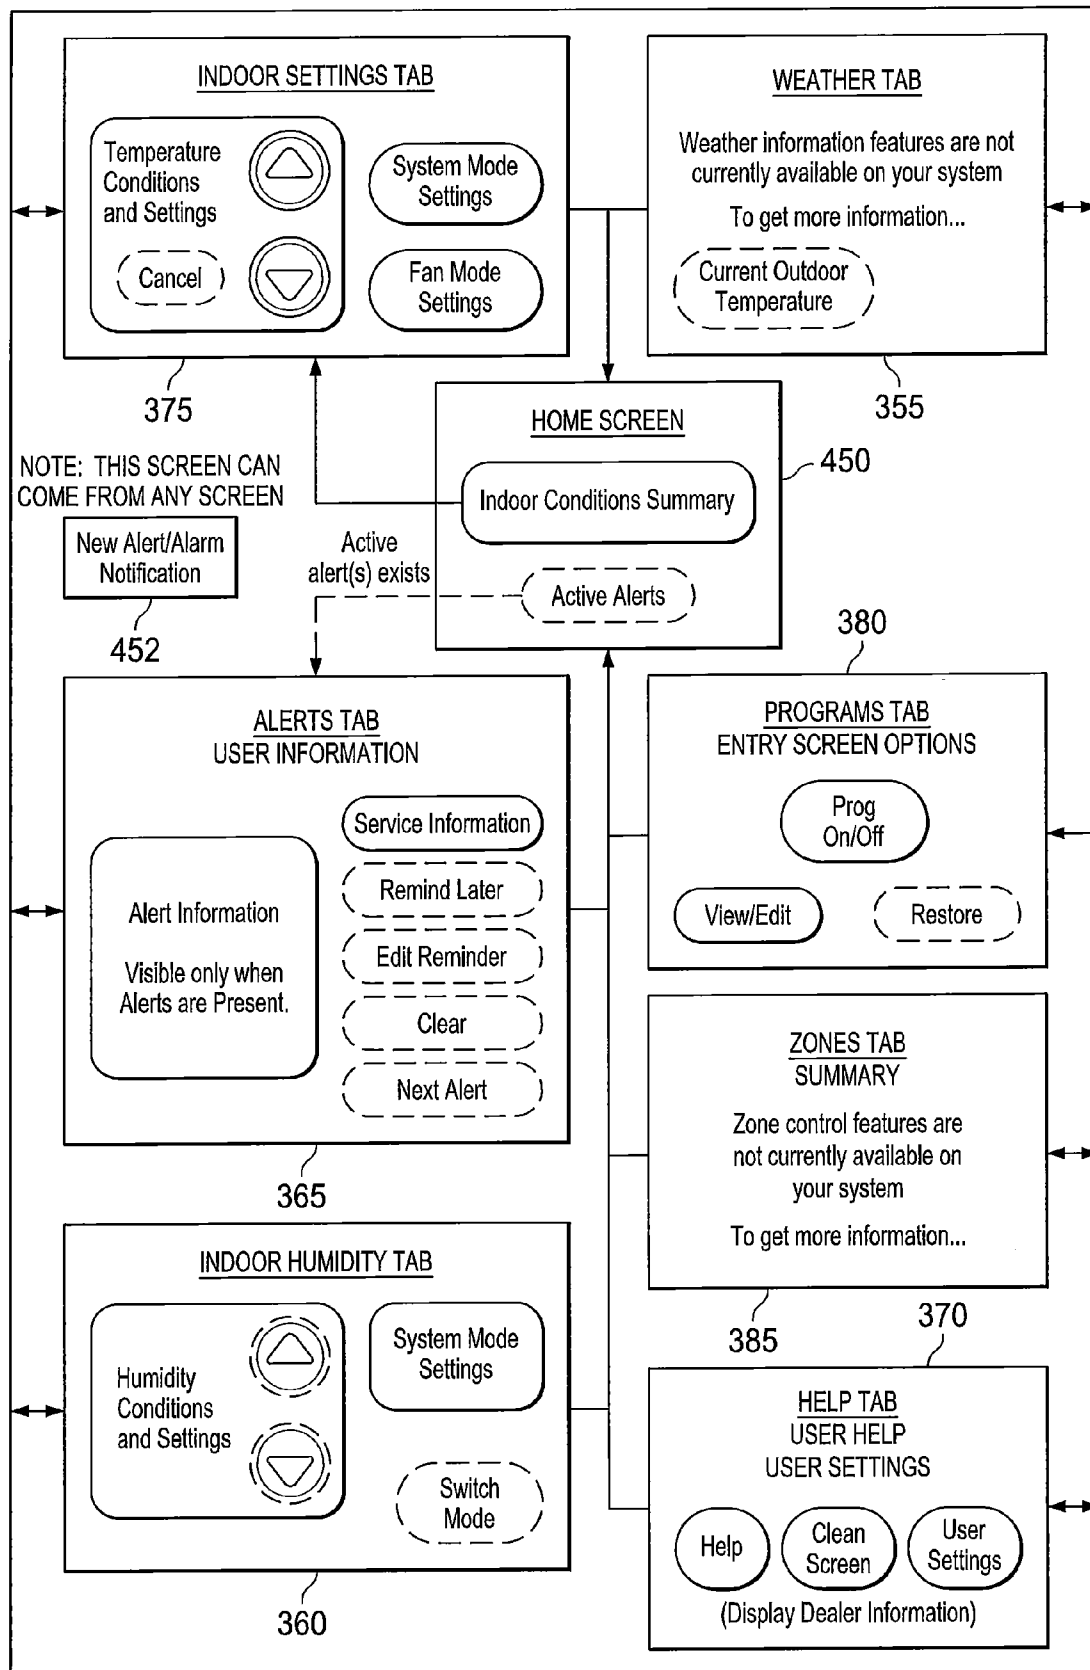 INDOOR SETTINGS TAB
Temperature
Conditions
and Settings
Cancel
System Mode
Settings
Fan Mode
Settings
375
WEATHER TAB
Weather information features are not
currently available on your system
To get more information...
Current Outdoor
Temperature
355
HOME SCREEN
Indoor Conditions Summary
Active Alerts
450
NOTE: THIS SCREEN CAN
COME FROM ANY SCREEN
New Alert/Alarm
Notification
452
Active
alert(s) exists
ALERTS TAB
USER INFORMATION
Alert Information
Visible only when
Alerts are Present.
Service Information
Remind Later
Edit Reminder
Clear
Next Alert
365
380
PROGRAMS TAB
ENTRY SCREEN OPTIONS
Prog
On/Off
View/Edit
Restore
ZONES TAB
SUMMARY
Zone control features are
not currently available on
your system
To get more information...
385
INDOOR HUMIDITY TAB
Humidity
Conditions
and Settings
System Mode
Settings
Switch
Mode
360
370
HELP TAB
USER HELP
USER SETTINGS
Help
Clean
Screen
User
Settings
(Display Dealer Information)